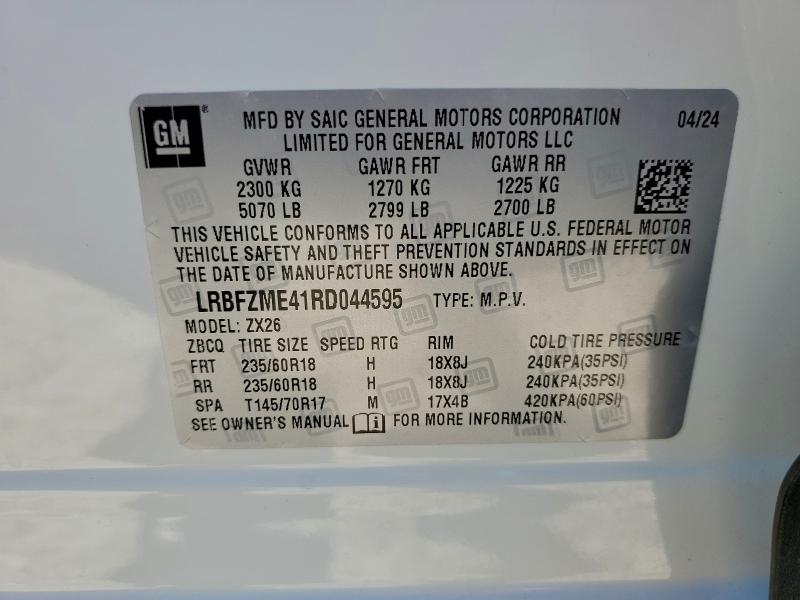 GM® MFD BY SAIC GENERAL MOTORS CORPORATION 04/24
LIMITED FOR GENERAL MOTORS LLC
GVWR GAWR FRT GAWR RR
2300 KG 1270 KG 1225 KG
5070 LB 2799 LB 2700 LB
THIS VEHICLE CONFORMS TO ALL APPLICABLE U.S. FEDERAL MOTOR
VEHICLE SAFETY AND THEFT PREVENTION STANDARDS IN EFFECT ON
THE DATE OF MANUFACTURE SHOWN ABOVE.
LRBFZME41RD044595 TYPE: M.P.V.
MODEL: ZX26
ZBCQ TIRE SIZE SPEED RTG RIM COLD TIRE PRESSURE
FRT 235/60R18 H 18X8J 240KPA(35PSI)
RR 235/60R18 H 18X8J 240KPA(35PSI)
SPA T145/70R17 M 17X4B 420KPA(60PSI)
SEE OWNER'S MANUAL FOR MORE INFORMATION.